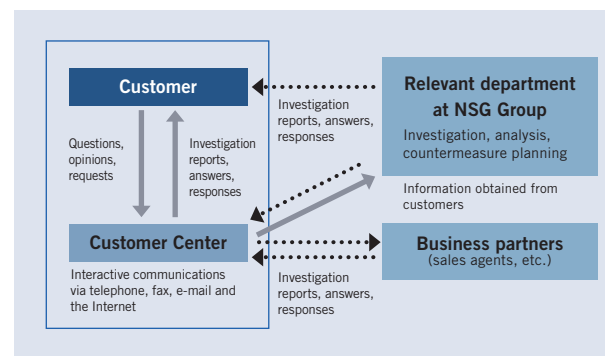 Customer
Questions,
opinions,
requests
Investigation
reports,
answers,
responses
Customer Center
Interactive communications
via telephone, fax, e-mail and
the Internet
Investigation
reports, answers,
responses
Relevant department
at NSG Group
Investigation, analysis,
countermeasure planning
Information obtained from
customers
Business partners
(sales agents, etc.)
Investigation
reports, answers,
responses